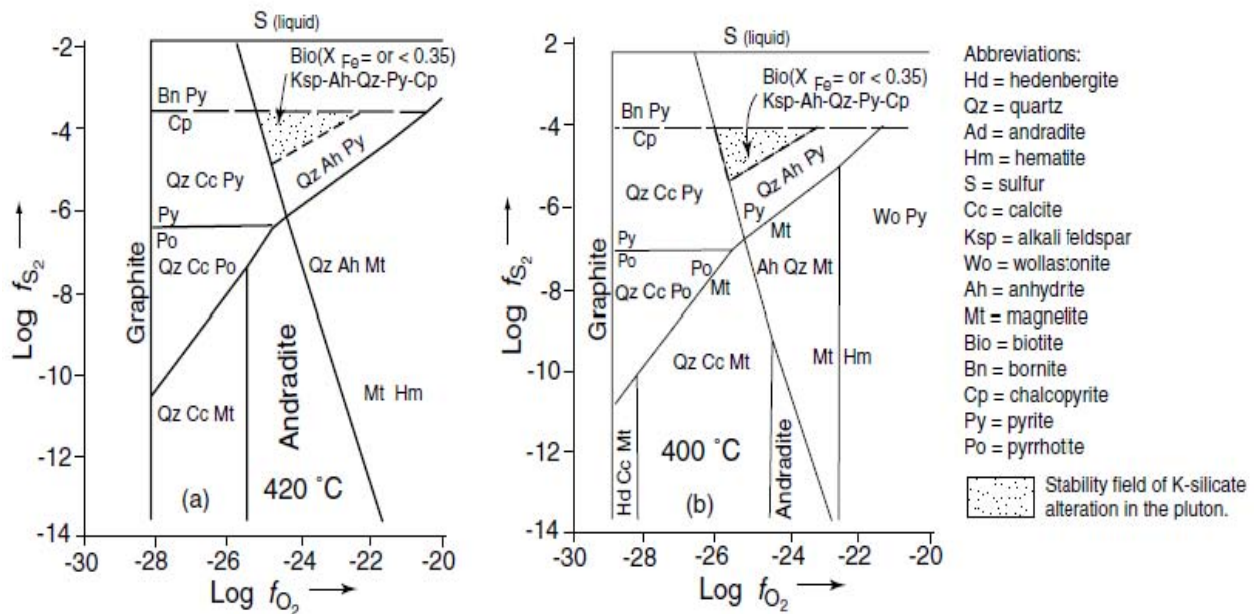 S (liquid)
Bio(X Fe= or < 0.35)
Ksp-Ah-Qz-Py-Cp
Bn Py
Cp
Qz Ah Py
Qz Cc Py
Py
Po
Qz Cc Po
Qz Ah Mt
Graphite
Andradite
Mt Hm
Qz Cc Mt
(a)
420 °C
-2
-4
-6
-8
-10
-12
-14
Log fS2
-30
-28
-26
-24
-22
-20
Log fO2
S (liquid)
Bio(X Fe= or < 0.35)
Ksp-Ah-Qz-Py-Cp
Bn Py
Cp
Qz Ah Py
Qz Cc Py
Py
Mt
Wo Py
Py
Po
Po
Mt
Ah Qz Mt
Qz Cc Po
Graphite
Qz Cc Mt
Mt Hm
Hd Cc Mt
400 °C
Andradite
(b)
2
-4
-6
-8
-10
-12
-14
Log fS2
-30
-28
-26
-24
-22
-20
Log fO2
Abbreviations:
Hd = hedenbergite
Qz = quartz
Ad = andradite
Hm = hematite
S = sulfur
Cc = calcite
Ksp = alkali feldspar
Wo = wollastonite
Ah = anhydrite
Mt = magnelite
Bio = biotite
Bn = bornite
Cp = chalcopyrite
Py = pyrite
Po = pyrrhotte
Stability field of K-silicate
alteration in the pluton.